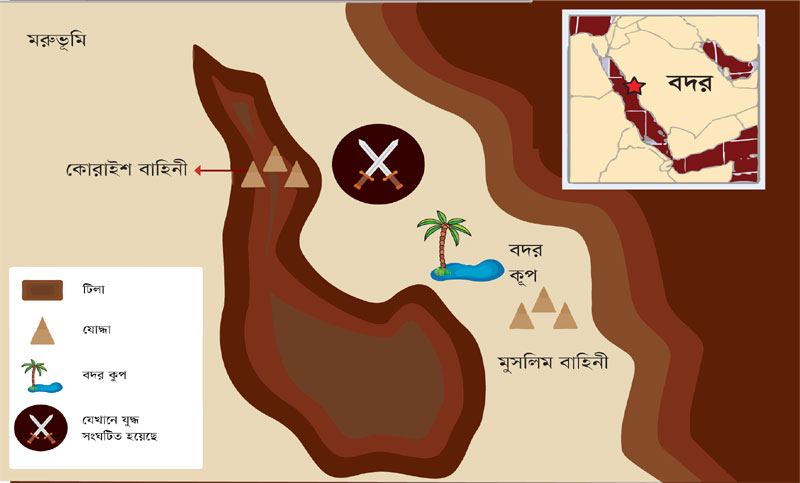 মরুভূমি
বদর
কোরাইশ বাহিনী
বদর
কূপ
মুসলিম বাহিনী
টিলা
যোদ্ধা
বদর কুপ
যেখানে যুদ্ধ
সংঘটিত হয়েছে